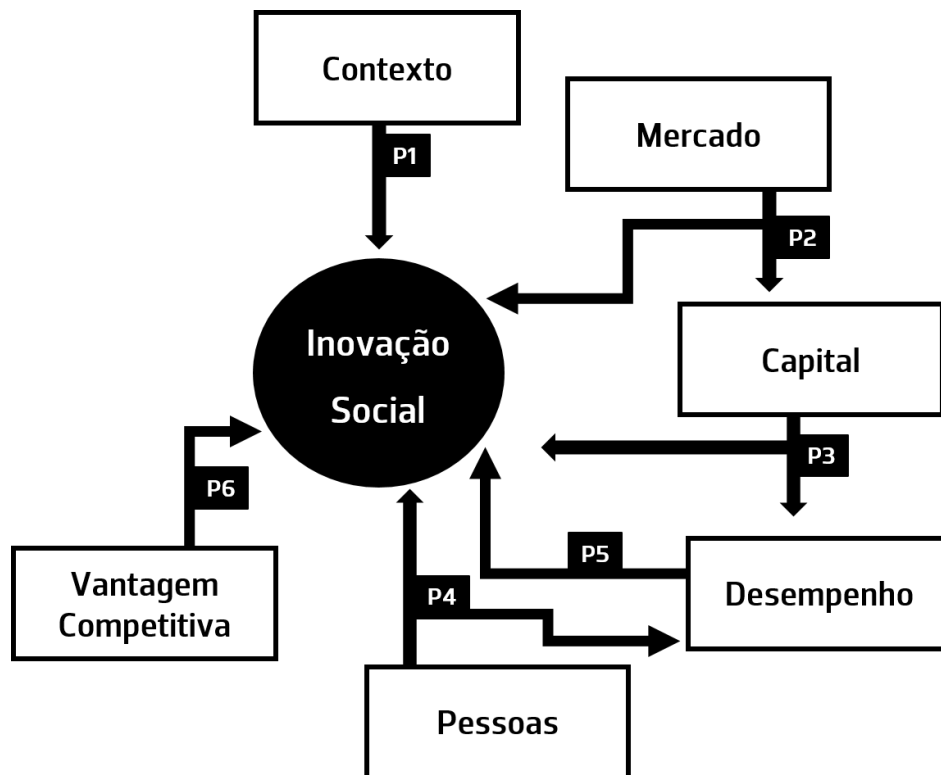 Contexto
P1
Mercado
P2
Inovação
Social
Capital
P3
P6
P5
Vantagem
Competitiva
P4
Desempenho
Pessoas